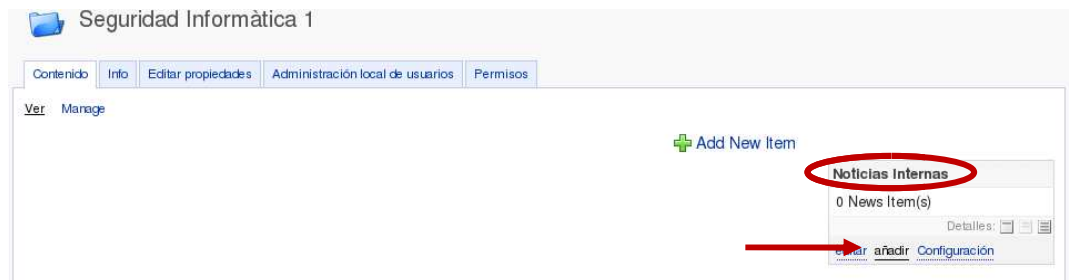 Seguridad Informàtica 1
Contenido Info Editar propiedades Administración local de usuarios Permisos
Ver Manage
Add New Item
Noticias Internas
0 News Item(s)
Detalles:
añadir Configuración